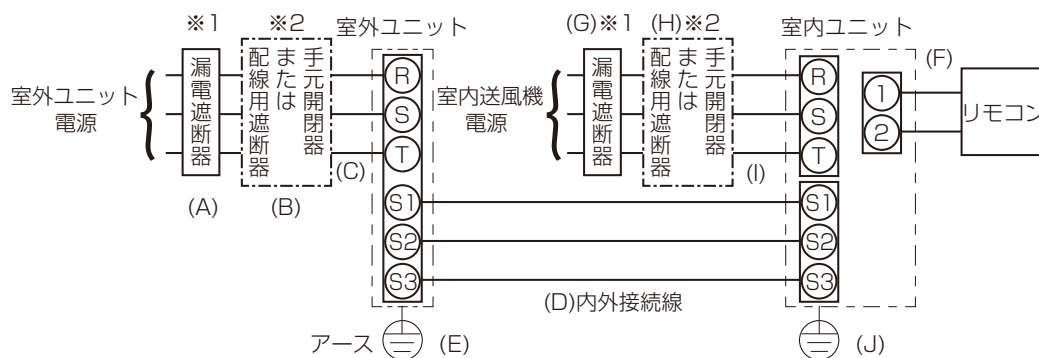 ※1
※2
室外ユニット
(G)※1
(H)※2
室内ユニット
室外ユニット
電源
漏電遮断器
手元開閉器
または
配線用遮断器
R
S
T
S1
S2
S3
(A)
(B)
(C)
室内送風機
電源
漏電遮断器
手元開閉器
または
配線用遮断器
(I)
R
S
T
S1
S2
S3
1
2
(F)
リモコン
(D)内外接続線
アース
(E)
(J)